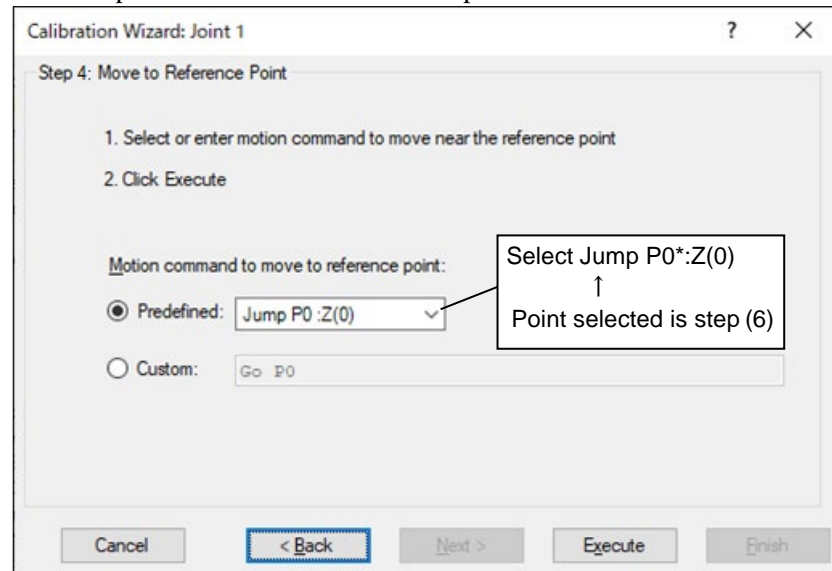 Calibration Wizard: Joint 1 ? ×
Step 4: Move to Reference Point
1. Select or enter motion command to move near the reference point
2. Click Execute
Motion command to move to reference point:
Predefined: Jump P0 :Z(0)
Custom: Go P0
Select Jump P0*:Z(0)
↑
Point selected is step (6)
Cancel < Back Next > Execute Finish